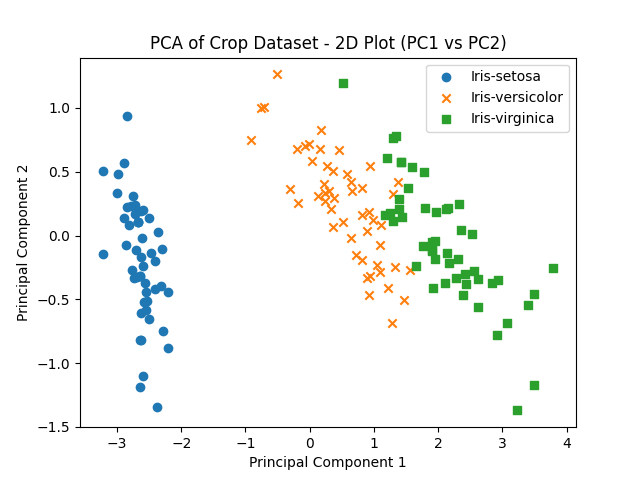 PCA of Crop Dataset - 2D Plot (PC1 vs PC2)
Iris-setosa
Iris-versicolor
Iris-virginica
Principal Component 2
1.0
0.5
0.0
−0.5
−1.0
−1.5
−3
−2
−1
0
1
2
3
4
Principal Component 1